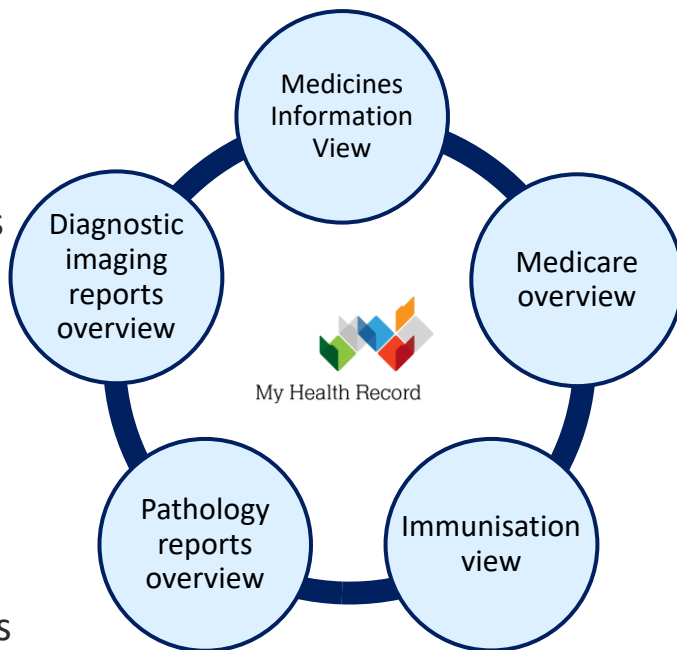 Medicines
Information
View
s
Diagnostic
imaging
reports
overview
Medicare
overview
My Health Record
Pathology
reports
overview
Immunisation
view
s